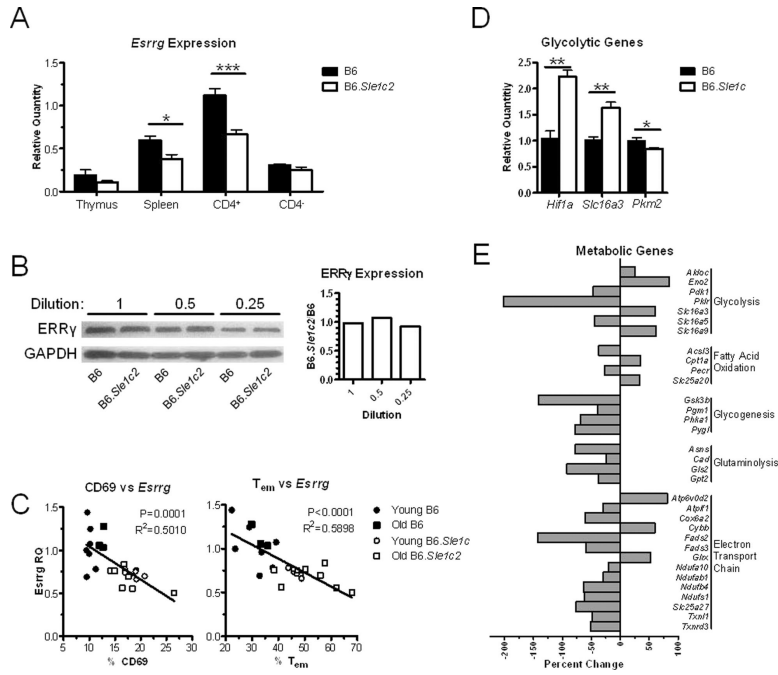 A
Esrrg Expression
B6
B6.Sle1c2
Relative Quantity
1.5
1.0
0.5
0.0
*
***
Thymus
Spleen
CD4+
CD4-
D
Glycolytic Genes
B6
B6.Sle1c
Relative Quantitiy
2.5
2.0
1.5
1.0
0.5
0.0
**
**
*
Hif1a
Slc16a3
Pkm2
B
Dilution:
1
0.5
0.25
ERRγ
GAPDH
B6
B6.Sle1c2
B6
B6.Sle1c2
B6
B6.Sle1c2
ERRγ Expression
B6.Sle1c2/B6
1.5
1.0
0.5
0.0
1
0.5
0.25
Dilution
C
CD69 vs Esrrg
P=0.0001
R2=0.5010
Esrrg RQ
1.5
1.0
0.5
0.0
5
10
15
20
25
30
% CD69
Tem vs Esrrg
P<0.0001
R2=0.5898
1.5
1.0
0.5
0.0
20
30
40
50
60
70
% Tem
Young B6
Old B6
Young B6.Sle1c
Old B6.Sle1c2
E
Metabolic Genes
Aldoc
Eno2
Pdk1
Pklr
Slc16a3
Slc16a5
Slc16a9
Glycolysis
Acsl3
Cpt1a
Pecr
Slc25a20
Fatty Acid
Oxidation
Gsk3b
Pgm1
Phka1
Pygl
Glycogenesis
Asns
Cad
Gls2
Gpt2
Glutaminolysis
Atp6v0d2
Atpif1
Cox6a2
Cybb
Fads2
Fads3
Glrx
Ndufa10
Ndufab1
Ndufb4
Ndufs1
Slc25a27
Txnl1
Txnrd3
Electron
Transport
Chain
-200
-150
-100
-50
0
50
100
Percent Change